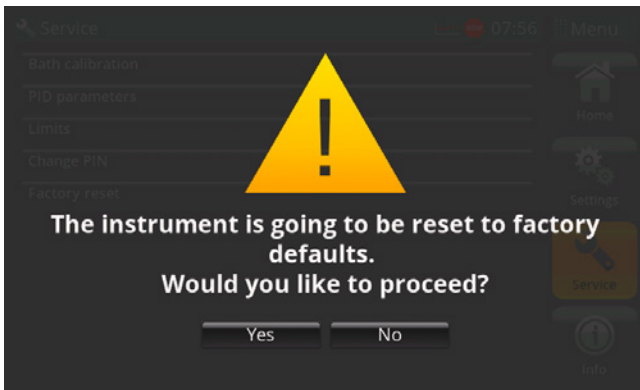 Service
07:56
Menu
Bath calibration
PID parameters
Limits
Change PIN
Factory reset
Home
Settings
Service
Info
!
The instrument is going to be reset to factory
defaults.
Would you like to proceed?
Yes
No